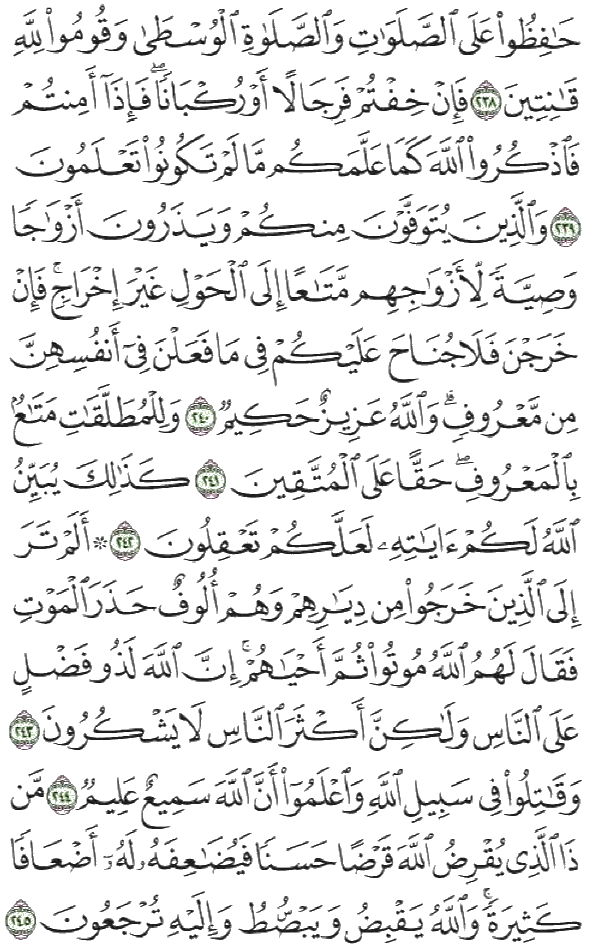 حَٰفِظُوا۟ عَلَى ٱلصَّلَوَٰتِ وَٱلصَّلَوٰةِ ٱلْوُسْطَىٰ وَقُومُوا۟ لِلَّهِ
قَٰنِتِينَ ٢٣٨ فَإِنْ خِفْتُمْ فَرِجَالًا أَوْ رُكْبَانًا ۖ فَإِذَآ أَمِنتُمْ
فَٱذْكُرُوا۟ ٱللَّهَ كَمَا عَلَّمَكُم مَّا لَمْ تَكُونُوا۟ تَعْلَمُونَ
٢٣٩ وَٱلَّذِينَ يُتَوَفَّوْنَ مِنكُمْ وَيَذَرُونَ أَزْوَٰجًا
وَصِيَّةً لِّأَزْوَٰجِهِم مَّتَٰعًا إِلَى ٱلْحَوْلِ غَيْرَ إِخْرَاجٍ ۚ فَإِنْ
خَرَجْنَ فَلَا جُنَاحَ عَلَيْكُمْ فِى مَا فَعَلْنَ فِىٓ أَنفُسِهِنَّ
مِن مَّعْرُوفٍ ۗ وَٱللَّهُ عَزِيزٌ حَكِيمٌ ٢٤٠ وَلِلْمُطَلَّقَٰتِ مَتَٰعٌۢ
بِٱلْمَعْرُوفِ ۖ حَقًّا عَلَى ٱلْمُتَّقِينَ ٢٤١ كَذَٰلِكَ يُبَيِّنُ
ٱللَّهُ لَكُمْ ءَايَٰتِهِۦ لَعَلَّكُمْ تَعْقِلُونَ ٢٤٢ ۞ أَلَمْ تَرَ
إِلَى ٱلَّذِينَ خَرَجُوا۟ مِن دِيَٰرِهِمْ وَهُمْ أُلُوفٌ حَذَرَ ٱلْمَوْتِ
فَقَالَ لَهُمُ ٱللَّهُ مُوتُوا۟ ثُمَّ أَحْيَٰهُمْ ۚ إِنَّ ٱللَّهَ لَذُو فَضْلٍ
عَلَى ٱلنَّاسِ وَلَٰكِنَّ أَكْثَرَ ٱلنَّاسِ لَا يَشْكُرُونَ ٢٤٣
وَقَٰتِلُوا۟ فِى سَبِيلِ ٱللَّهِ وَٱعْلَمُوٓا۟ أَنَّ ٱللَّهَ سَمِيعٌ عَلِيمٌ ٢٤٤ مَّن
ذَا ٱلَّذِى يُقْرِضُ ٱللَّهَ قَرْضًا حَسَنًا فَيُضَٰعِفَهُۥ لَهُۥٓ أَضْعَافًا
كَثِيرَةً ۚ وَٱللَّهُ يَقْبِضُ وَيَبْصُۜطُ وَإِلَيْهِ تُرْجَعُونَ ٢٤٥